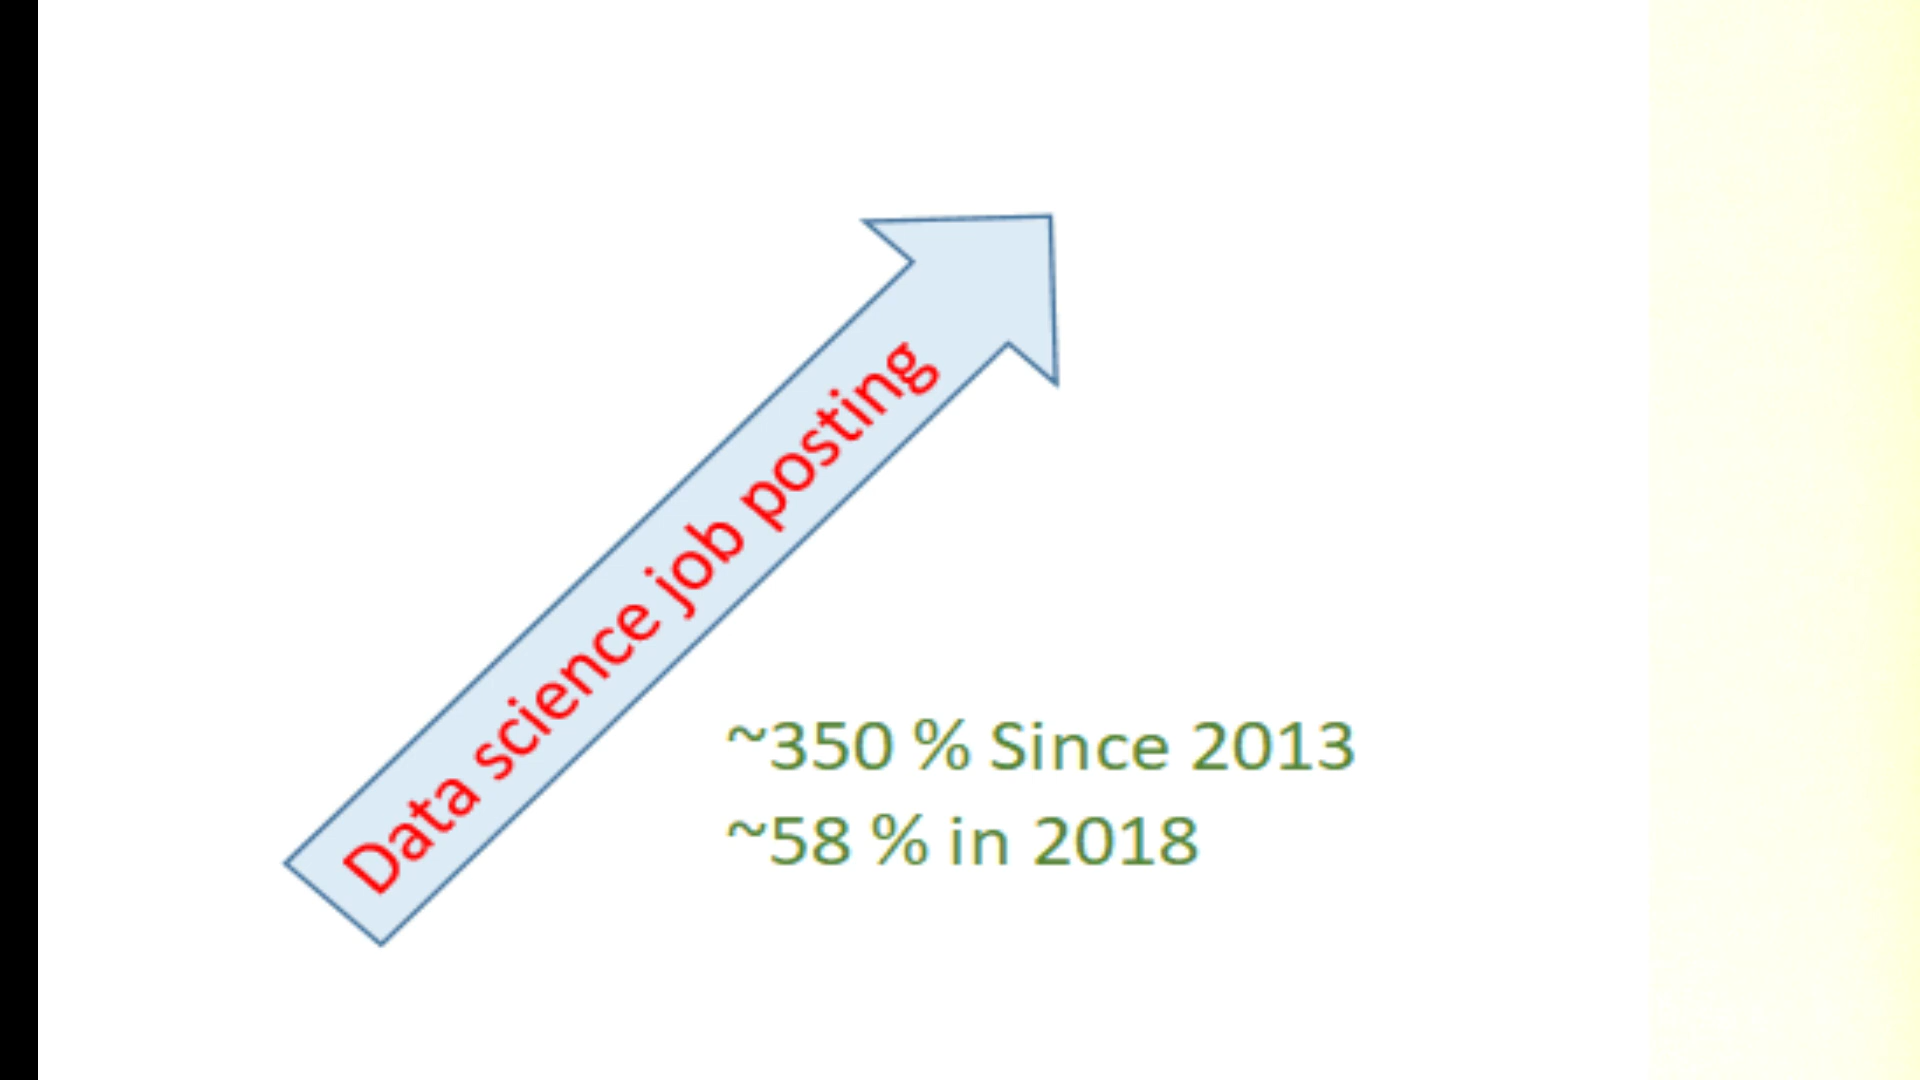 Data science job posting
~350 % Since 2013
~58 % in 2018